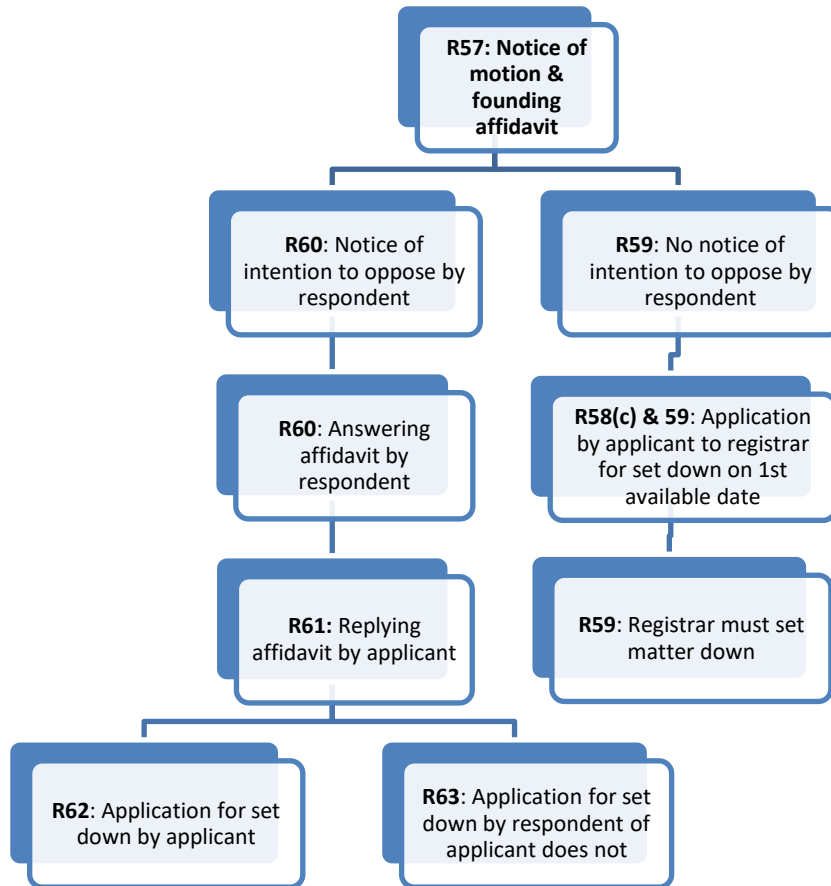 R57: Notice of
motion &
founding
affidavit
R60: Notice of
intention to oppose by
respondent
R59: No notice of
intention to oppose by
respondent
R60: Answering
affidavit by
respondent
R58(c) & 59: Application
by applicant to registrar
for set down on 1st
available date
R61: Replying
affidavit by applicant
R59: Registrar must set
matter down
R62: Application for set
down by applicant
R63: Application for set
down by respondent of
applicant does not